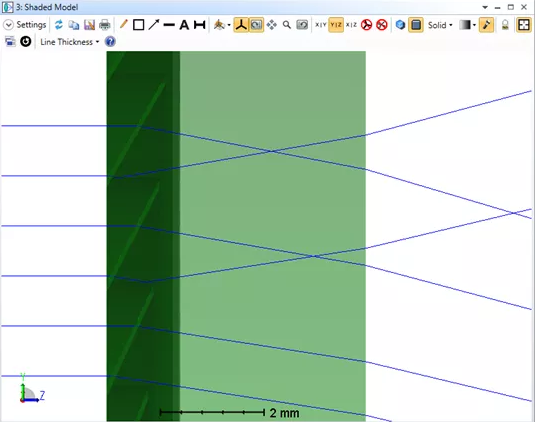 3: Shaded Model
Settings A H X|Y Y|Z X|Z Solid
Line Thickness
Y
Z
2 mm